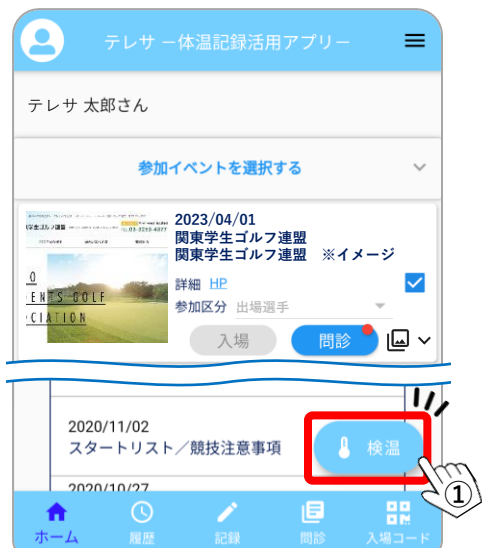 テレサ －体温記録活用アプリ－
テレサ 太郎さん
参加イベントを選択する
2023/04/01
関東学生ゴルフ連盟
関東学生ゴルフ連盟　※イメージ
詳細 HP
参加区分 出場選手
入場 問診
2020/11/02
スタートリスト／競技注意事項
検温
2020/10/27
①
ホーム 履歴 記録 問診 入場コード